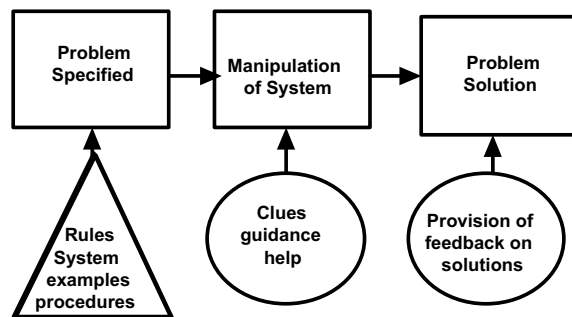 Problem
Specified
Manipulation
of System
Problem
Solution
Rules
System
examples
procedures
Clues
guidance
help
Provision of
feedback on
solutions